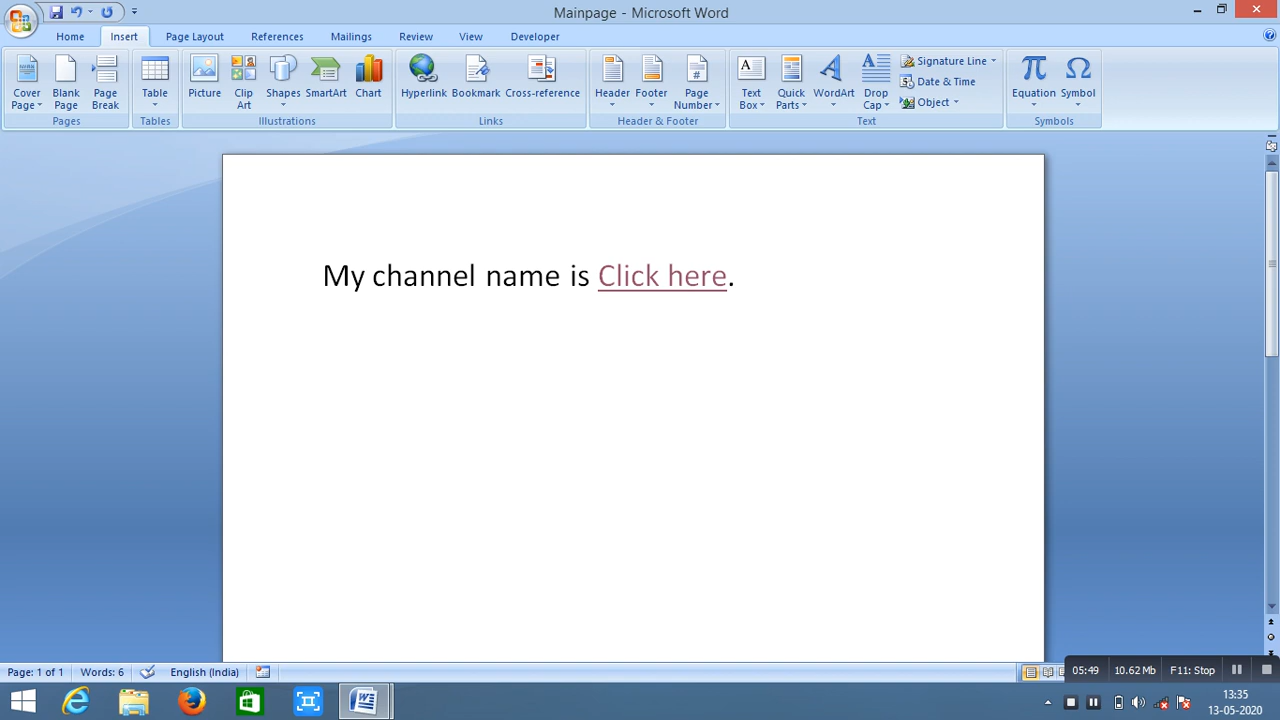 Mainpage - Microsoft Word
Home Insert Page Layout References Mailings Review View Developer
Cover Page Blank Page Page Break Table Picture Clip Art Shapes SmartArt Chart Hyperlink Bookmark Cross-reference Header Footer Page Number Text Box Quick Parts WordArt Drop Cap Signature Line Date & Time Object Equation Symbol
Pages Tables Illustrations Links Header & Footer Text Symbols
My channel name is Click here.
Page: 1 of 1 Words: 6 English (India) 05:49 10.62 Mb F11: Stop
13:35
13-05-2020